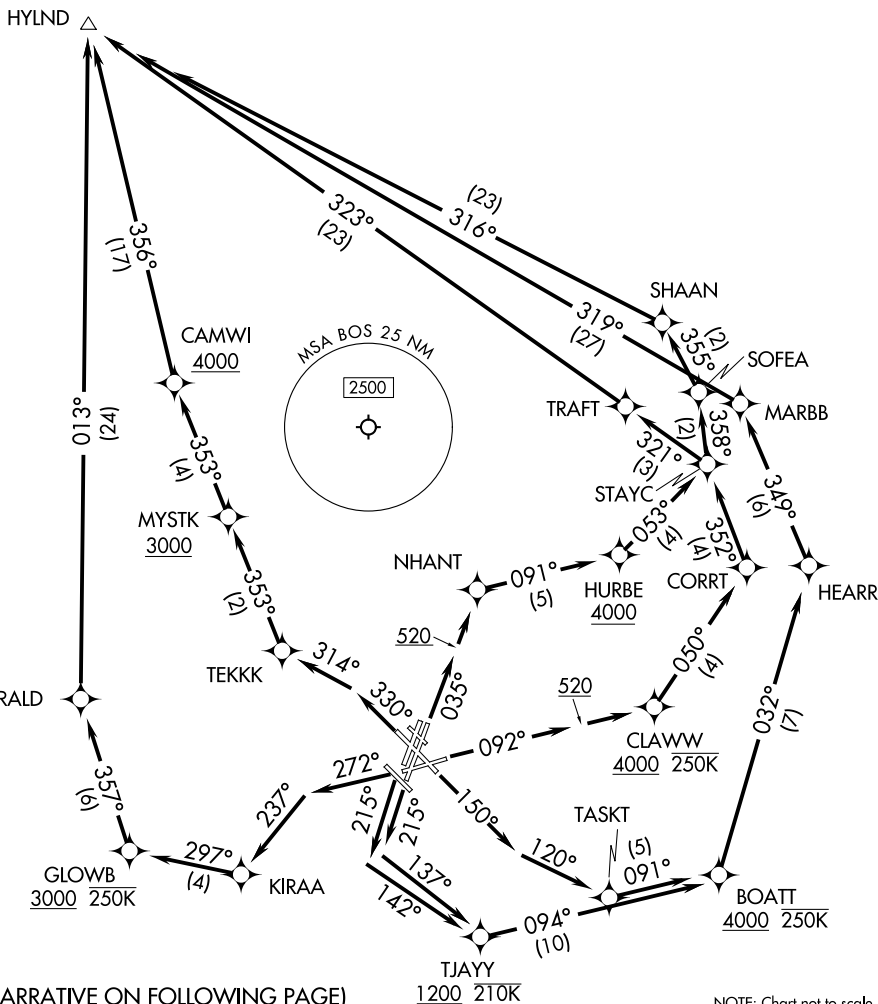 HYLND
(23)
316°
323°
(23)
356°
(17)
SHAAN
319°
(27)
(2)
355°
SOFEA
CAMWI
4000
MSA BOS 25 NM
2500
013°
(24)
TRAFT
MARBB
(2)
358°
321°
(3)
353°
(4)
STAYC
349°
(6)
MYSTK
3000
053°
(4)
352°
(4)
NHANT
091°
(5)
HURBE
4000
CORRT
HEARR
353°
(2)
520
TEKKK
314°
050°
(4)
RALD
330°
035°
520
032°
(7)
092°
CLAWW
4000 250K
272°
357°
(6)
237°
215°
215°
150°
TASKT
120°
(5)
091°
GLOWB
3000 250K
297°
(4)
KIRAA
137°
142°
BOATT
4000 250K
094°
(10)
TJAYY
1200 210K
ARRATIVE ON FOLLOWING PAGE)
NOTE: Chart not to scale